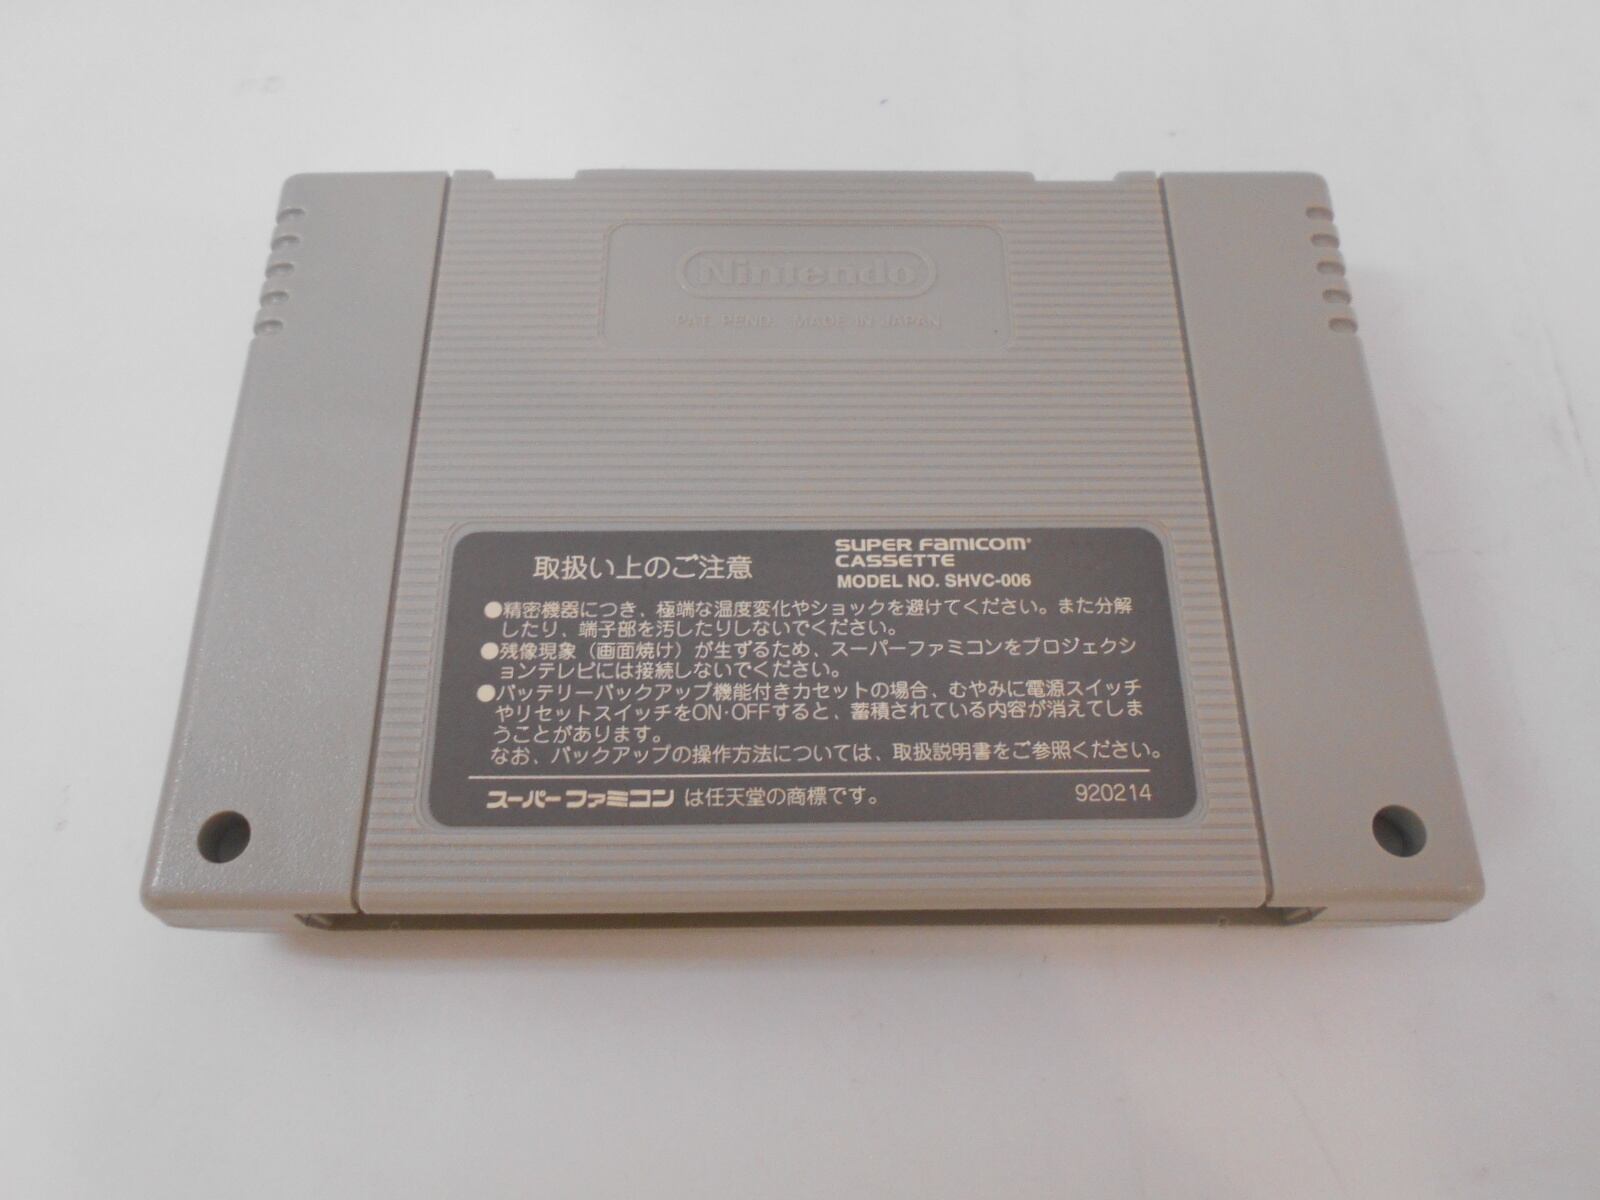 Nintendo
PAT. PEND. MADE IN JAPAN
取扱い上のご注意
SUPER FAMICOM
CASSETTE
MODEL NO. SHVC-006
●精密機器につき、極端な温度変化やショックを避けてください。また分解
したり、端子部を汚したりしないでください。
●残像現象（画面焼け）が生ずるため、スーパーファミコンをプロジェクシ
ョンテレビには接続しないでください。
●バッテリーバックアップ機能付きカセットの場合、むやみに電源スイッチ
やリセットスイッチをON・OFFすると、蓄積されている内容が消えてしま
うことがあります。
なお、バックアップの操作方法については、取扱説明書をご参照ください。
スーパーファミコン は任天堂の商標です。
920214